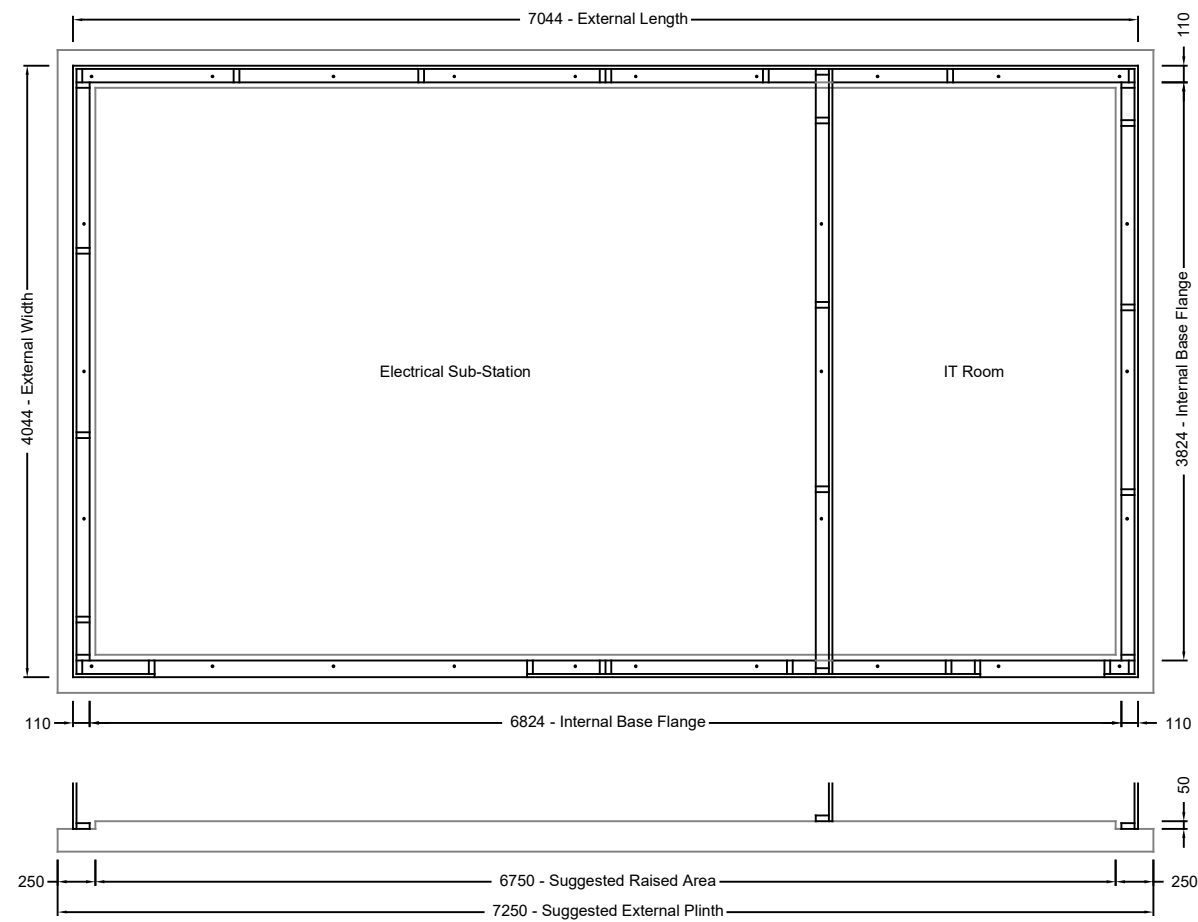 7044 - External Length
110
4044 - External Width
Electrical Sub-Station
IT Room
3824 - Internal Base Flange
110
6824 - Internal Base Flange
110
50
250
6750 - Suggested Raised Area
250
7250 - Suggested External Plinth